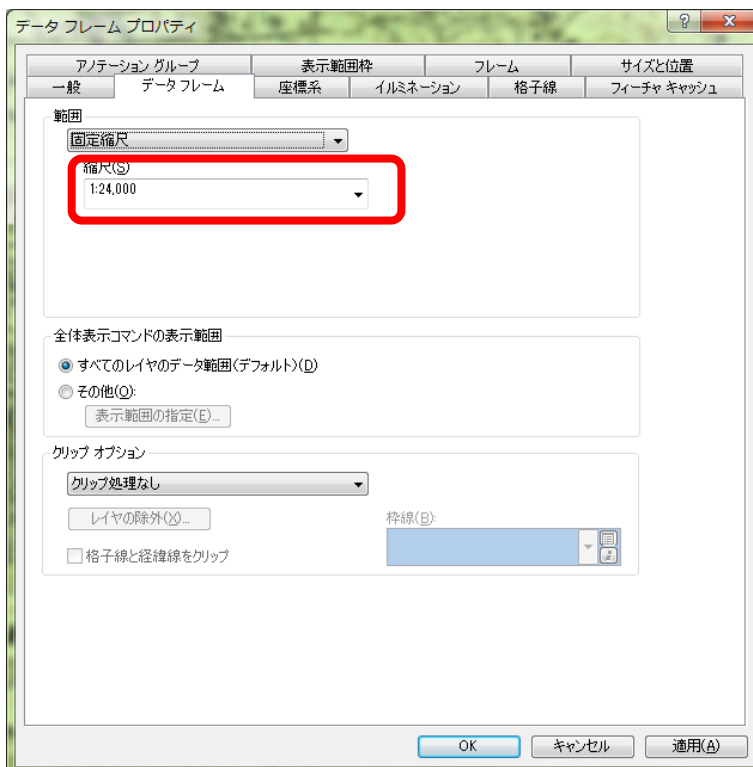 データ フレーム プロパティ
アノテーション グループ 表示範囲枠 フレーム サイズと位置
一般 データ フレーム 座標系 イルミネーション 格子線 フィーチャ キャッシュ
範囲
固定縮尺
縮尺(S)
1:24,000
全体表示コマンドの表示範囲
すべてのレイヤのデータ範囲(デフォルト)(D)
その他(O):
表示範囲の指定(E)...
クリップ オプション
クリップ処理なし
レイヤの除外(X)... 枠線(B):
格子線と経緯線をクリップ
OK キャンセル 適用(A)